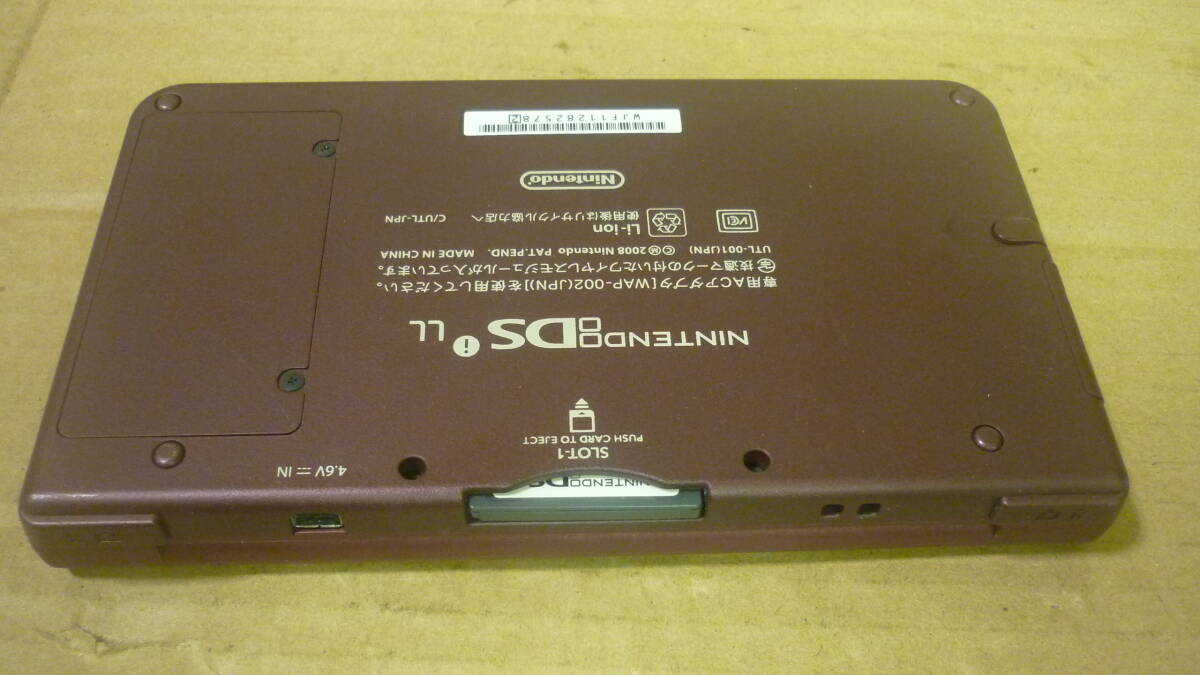 4.6V ⎓ IN
NINTENDO DS
SLOT-1
PUSH CARD TO EJECT
NINTENDO DSi LL
専用ACアダプタ[WAP-002(JPN)]を使用してください。
技適マークの付いたワイヤレスモジュールが入っています。
UTL-001(JPN) ©Ⓜ2008 Nintendo PAT.PEND. MADE IN CHINA
VCI Li-ion 使用後はリサイクル協力店へ C/UTL-JPN
Nintendo
WJF112825782